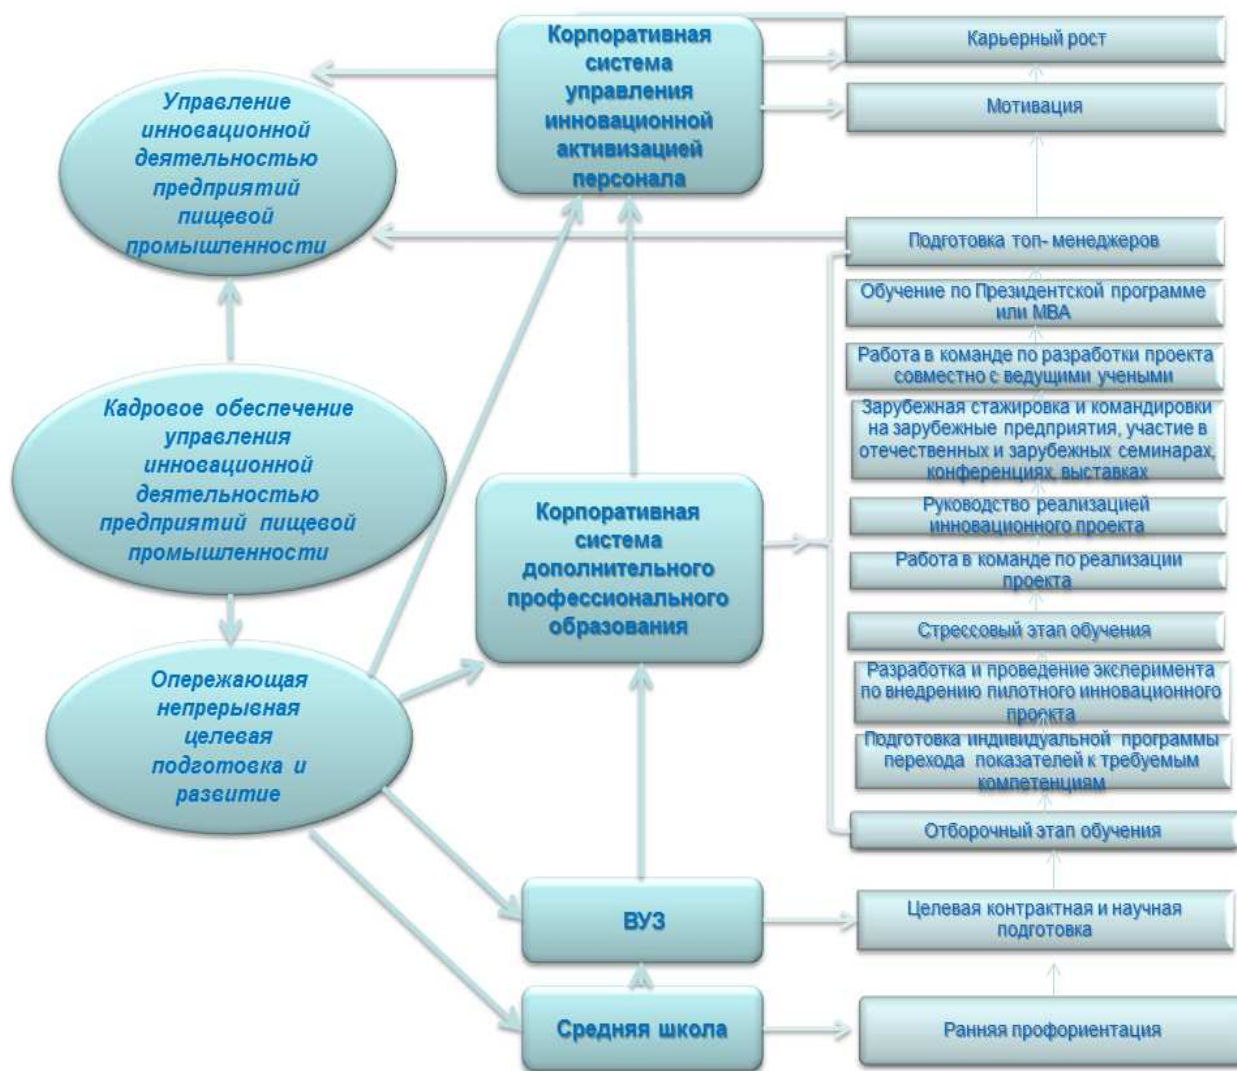 Управление
инновационной
деятельностью
предприятий
пищевой
промышленности
Кадровое обеспечение
управления
инновационной
деятельностью
предприятий пищевой
промышленности
Опережающая
непрерывная
целевая
подготовка и
развитие
Корпоративная
система
управления
инновационной
активизацией
персонала
Корпоративная
система
дополнительного
профессионального
образования
ВУЗ
Средняя школа
Карьерный рост
Мотивация
Подготовка топ- менеджеров
Обучение по Президентской программе
или МВА
Работа в команде по разработки проекта
совместно с ведущими учеными
Зарубежная стажировка и командировки
на зарубежные предприятия, участие в
отечественных и зарубежных семинарах,
конференциях, выставках
Руководство реализацией
инновационного проекта
Работа в команде по реализации
проекта
Стрессовый этап обучения
Разработка и проведение эксперимента
по внедрению пилотного инновационного
проекта
Подготовка индивидуальной программы
перехода показателей к требуемым
компетенциям
Отборочный этап обучения
Целевая контрактная и научная
подготовка
Ранняя профориентация